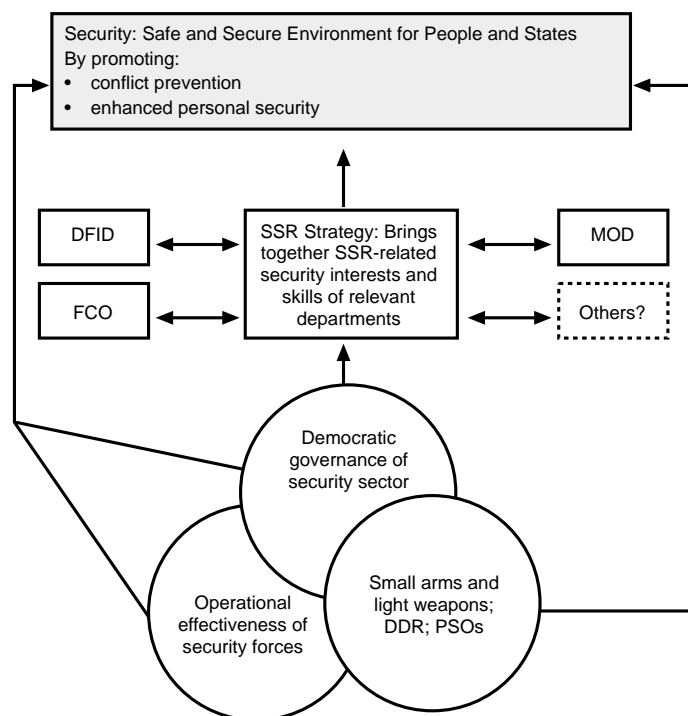 Security: Safe and Secure Environment for People and States
By promoting:
• conflict prevention
• enhanced personal security
DFID
SSR Strategy: Brings
together SSR-related
security interests and
skills of relevant
departments
MOD
FCO
Others?
Democratic
governance of
security sector
Operational
effectiveness of
security forces
Small arms and
light weapons;
DDR; PSOs